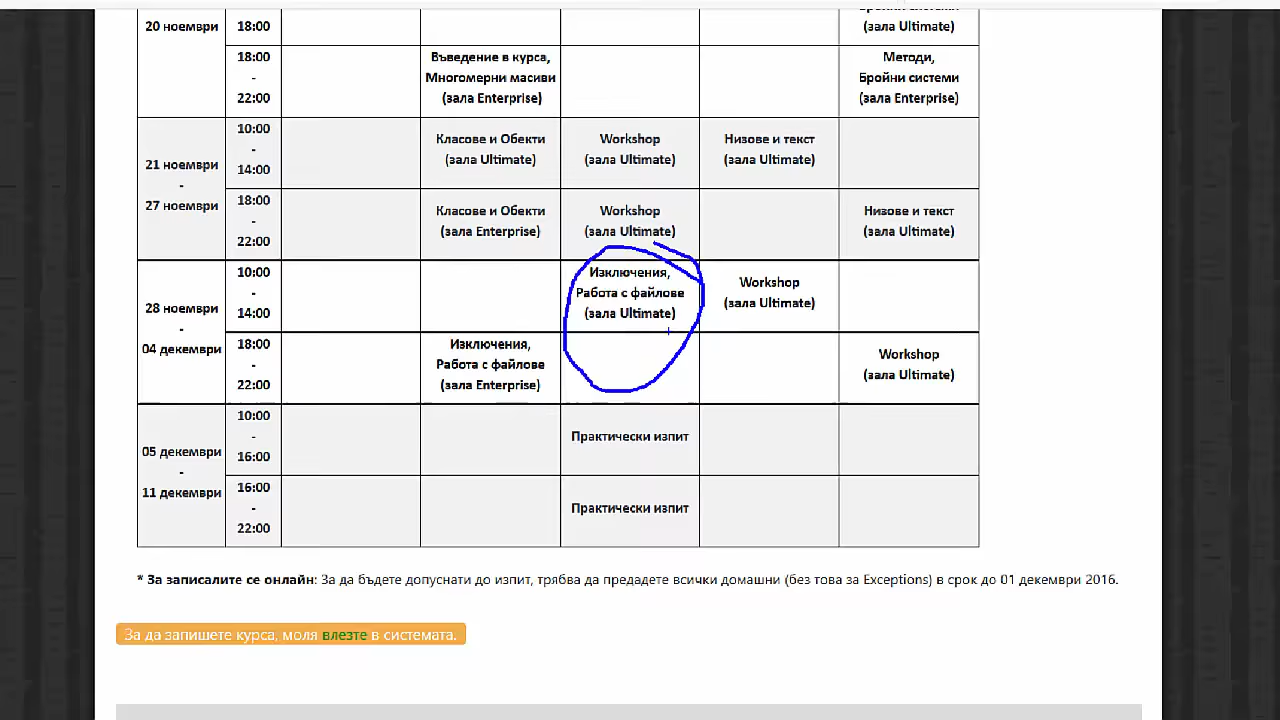 Бройни системи
20 ноември
18:00
(зала Ultimate)
18:00
-
22:00
Въведение в курса,
Многомерни масиви
(зала Enterprise)
Методи,
Бройни системи
(зала Enterprise)
21 ноември
-
27 ноември
10:00
-
14:00
Класове и Обекти
(зала Ultimate)
Workshop
(зала Ultimate)
Низове и текст
(зала Ultimate)
18:00
-
22:00
Класове и Обекти
(зала Enterprise)
Workshop
(зала Ultimate)
Низове и текст
(зала Ultimate)
28 ноември
-
04 декември
10:00
-
14:00
Изключения,
Работа с файлове
(зала Ultimate)
Workshop
(зала Ultimate)
18:00
-
22:00
Изключения,
Работа с файлове
(зала Enterprise)
Workshop
(зала Ultimate)
05 декември
-
11 декември
10:00
-
16:00
Практически изпит
16:00
-
22:00
Практически изпит
* За записалите се онлайн: За да бъдете допуснати до изпит, трябва да предадете всички домашни (без това за Exceptions) в срок до 01 декември 2016.
За да запишете курса, моля влезте в системата.